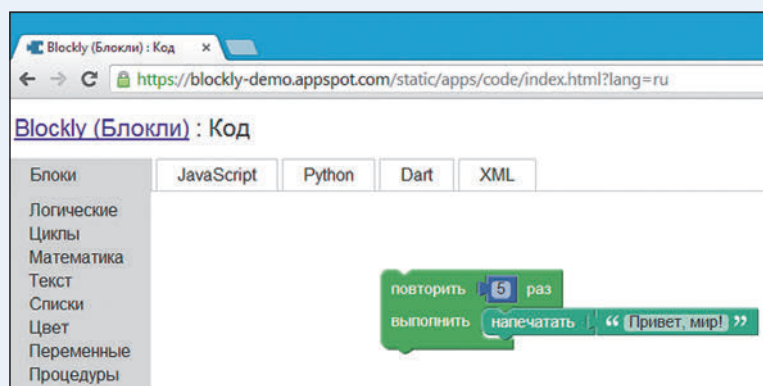 Blockly (Блокли) : Код ×
https://blockly-demo.appspot.com/static/apps/code/index.html?lang=ru
Blockly (Блокли) : Код
Блоки JavaScript Python Dart XML
Логические
Циклы
Математика
Текст
Списки
Цвет
Переменные
Процедуры
повторить 5 раз
выполнить напечатать “ Привет, мир! ”